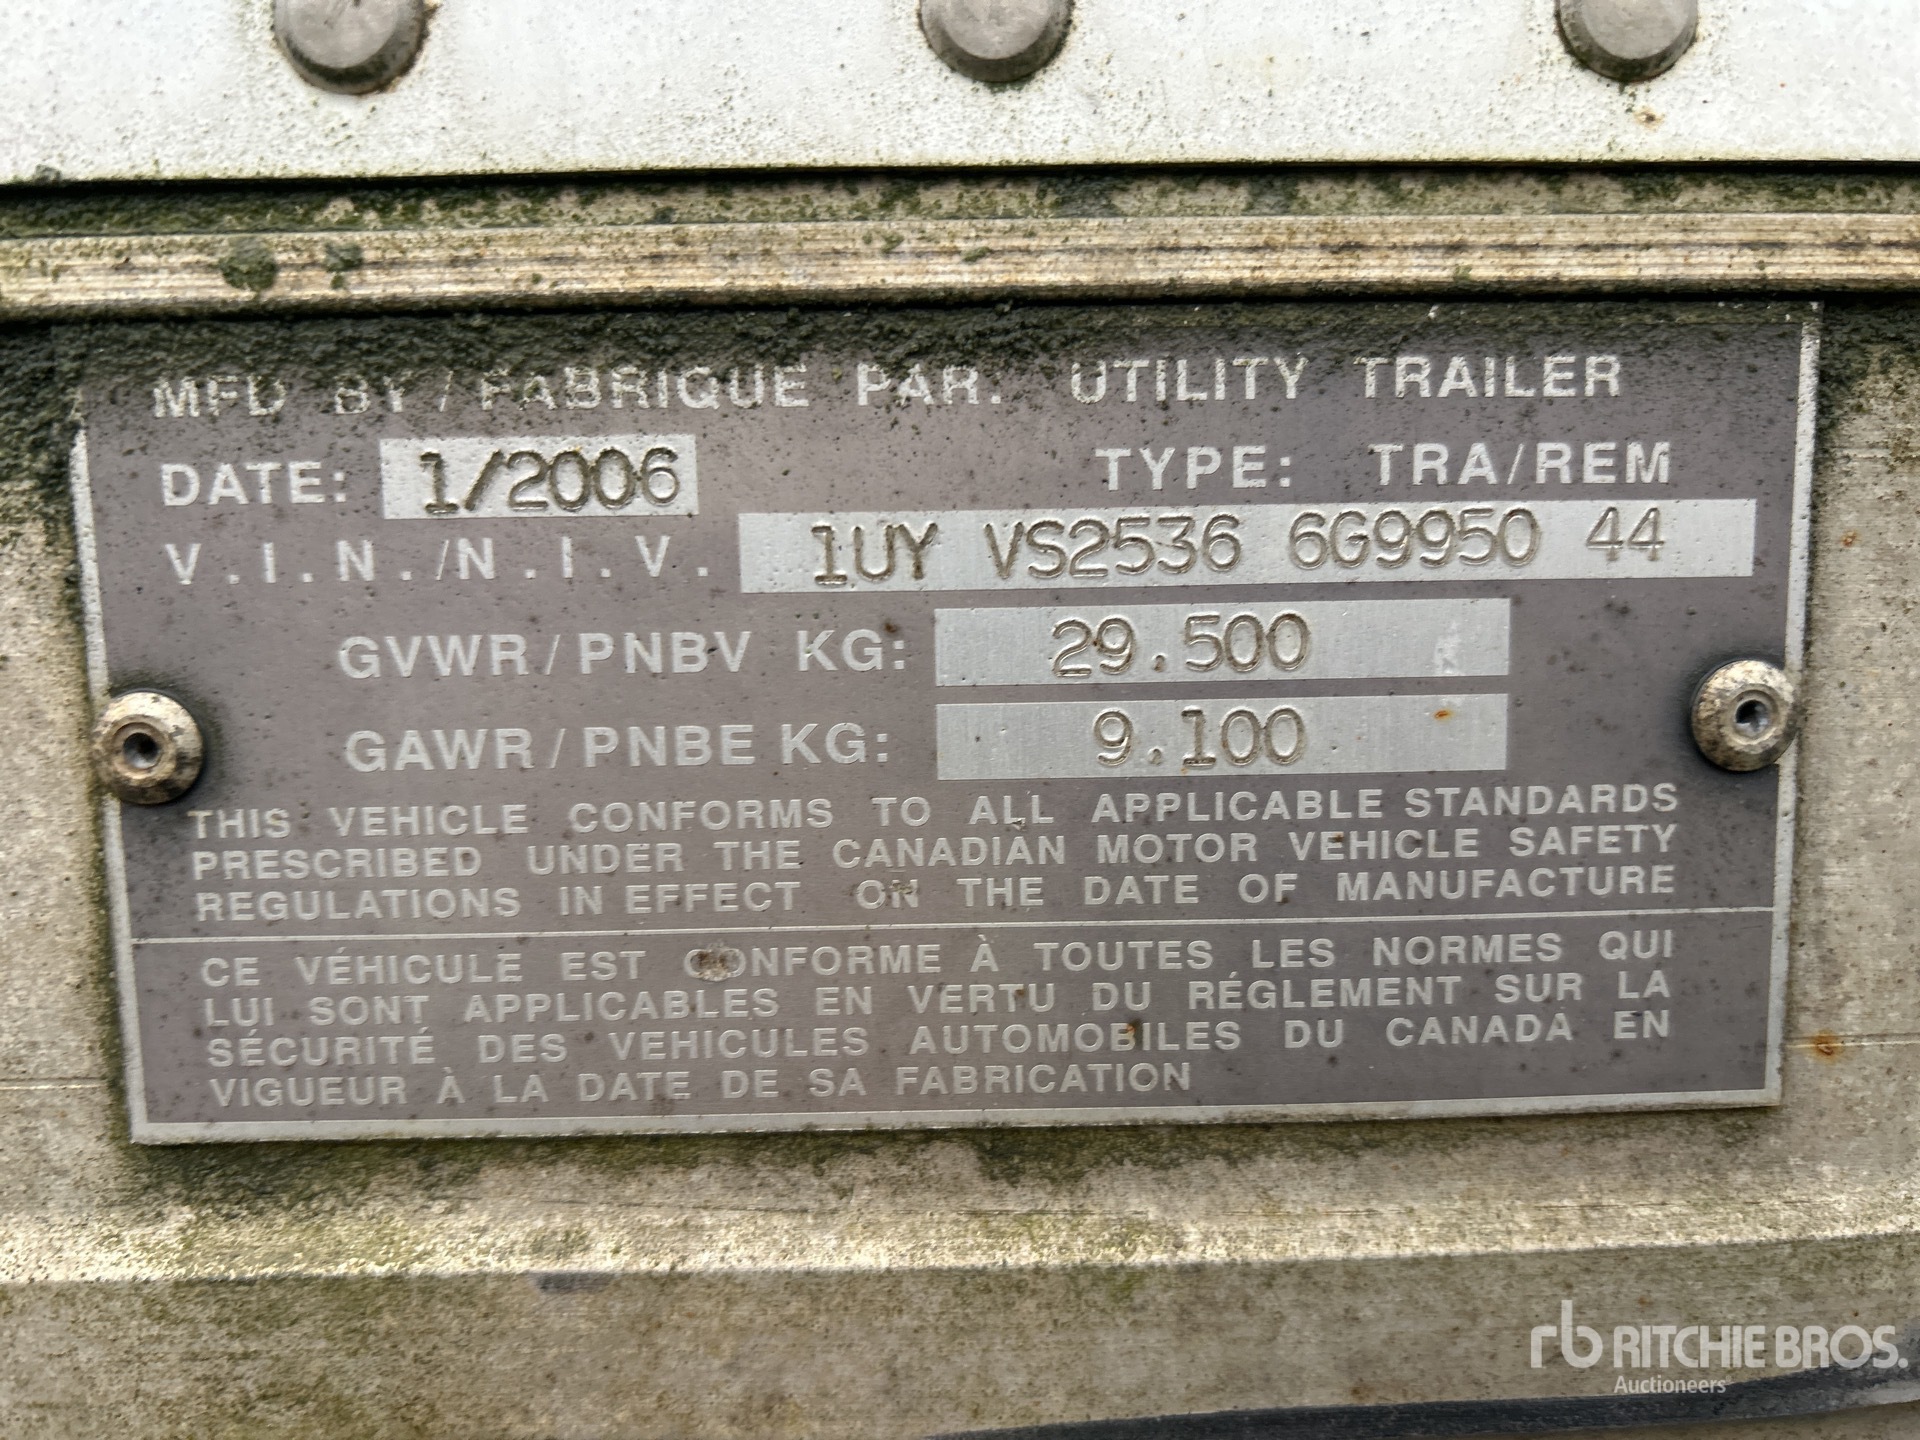 MFD BY / FABRIQUE PAR. UTILITY TRAILER
DATE: 1/2006 TYPE: TRA/REM
V.I.N./N.I.V. 1UY VS2536 6G9950 44
GVWR/PNBV KG: 29.500
GAWR/PNBE KG: 9.100
THIS VEHICLE CONFORMS TO ALL APPLICABLE STANDARDS
PRESCRIBED UNDER THE CANADIAN MOTOR VEHICLE SAFETY
REGULATIONS IN EFFECT ON THE DATE OF MANUFACTURE
CE VÉHICULE EST CONFORME À TOUTES LES NORMES QUI
LUI SONT APPLICABLES EN VERTU DU RÉGLEMENT SUR LA
SÉCURITÉ DES VEHICULES AUTOMOBILES DU CANADA EN
VIGUEUR À LA DATE DE SA FABRICATION
rb RITCHIE BROS.
Auctioneers